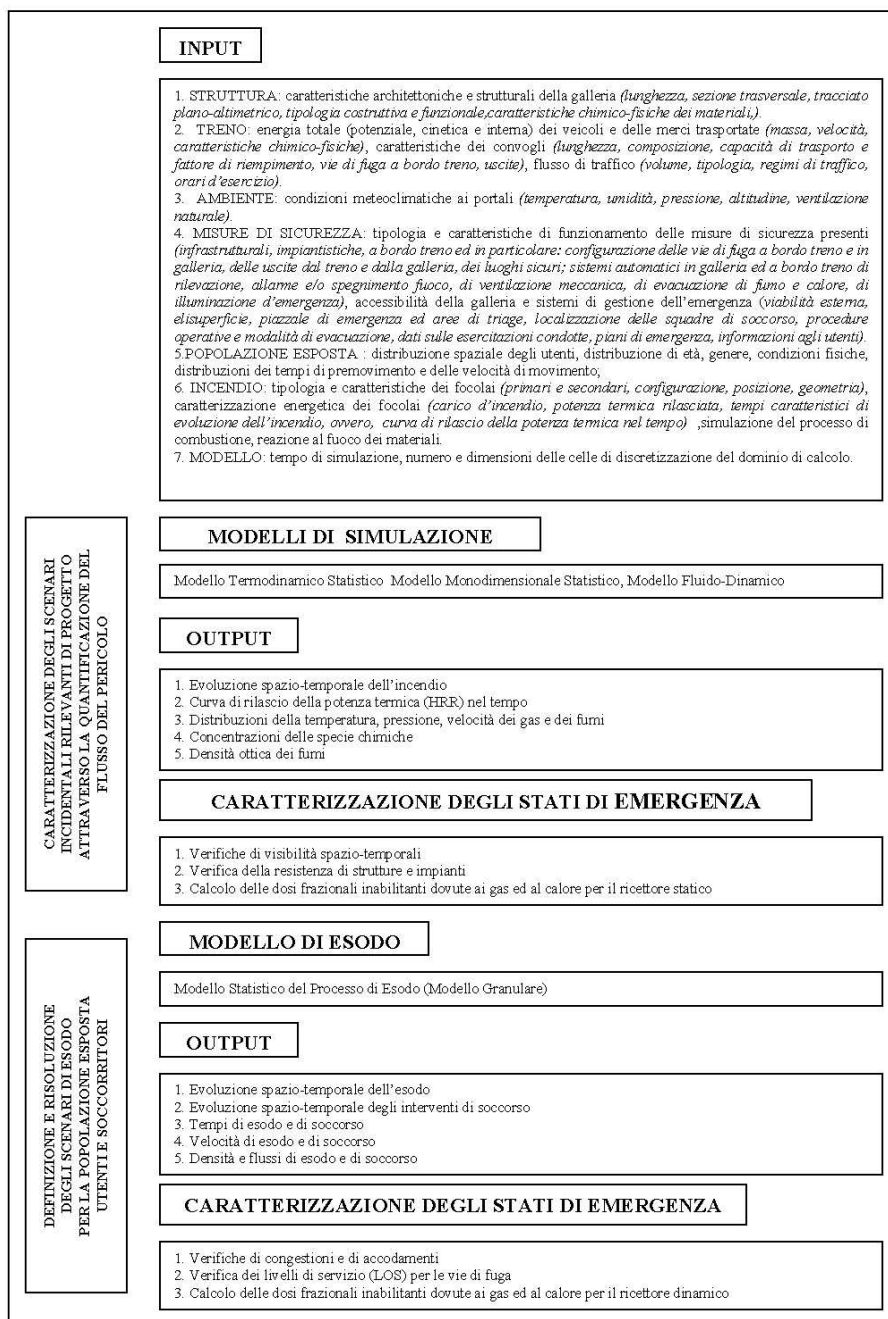 INPUT
1. STRUTTURA: caratteristiche architettoniche e strutturali della galleria (lunghezza, sezione trasversale, tracciato
plano-altimetrico, tipologia costruttiva e funzionale,caratteristiche chimico-fisiche dei materiali,).
2. TRENO: energia totale (potenziale, cinetica e interna) dei veicoli e delle merci trasportate (massa, velocità,
caratteristiche chimico-fisiche), caratteristiche dei convogli (lunghezza, composizione, capacità di trasporto e
fattore di riempimento, vie di fuga a bordo treno, uscite), flusso di traffico (volume, tipologia, regimi di traffico,
orari d'esercizio).
3. AMBIENTE: condizioni meteoclimatiche ai portali (temperatura, umidità, pressione, altitudine, ventilazione
naturale).
4. MISURE DI SICUREZZA: tipologia e caratteristiche di funzionamento delle misure di sicurezza presenti
(infrastrutturali, impiantistiche, a bordo treno ed in particolare: configurazione delle vie di fuga a bordo treno e in
galleria, delle uscite dal treno e dalla galleria, dei luoghi sicuri; sistemi automatici in galleria ed a bordo treno di
rilevazione, allarme e/o spegnimento fuoco, di ventilazione meccanica, di evacuazione di fumo e calore, di
illuminazione d'emergenza), accessibilità della galleria e sistemi di gestione dell'emergenza (viabilità esterna,
elisuperficie, piazzale di emergenza ed aree di triage, localizzazione delle squadre di soccorso, procedure
operative e modalità di evacuazione, dati sulle esercitazioni condotte, piani di emergenza, informazioni agli utenti).
5.POPOLAZIONE ESPOSTA : distribuzione spaziale degli utenti, distribuzione di età, genere, condizioni fisiche,
distribuzioni dei tempi di premovimento e delle velocità di movimento;
6. INCENDIO: tipologia e caratteristiche dei focolai (primari e secondari, configurazione, posizione, geometria),
caratterizzazione energetica dei focolai (carico d'incendio, potenza termica rilasciata, tempi caratteristici di
evoluzione dell'incendio, ovvero, curva di rilascio della potenza termica nel tempo) ,simulazione del processo di
combustione, reazione al fuoco dei materiali.
7. MODELLO: tempo di simulazione, numero e dimensioni delle celle di discretizzazione del dominio di calcolo.
CARATTERIZZAZIONE DEGLI SCENARI
INCIDENTALI RILEVANTI DI PROGETTO
ATTRAVERSO LA QUANTIFICAZIONE DEL
FLUSSO DEL PERICOLO
MODELLI DI SIMULAZIONE
Modello Termodinamico Statistico Modello Monodimensionale Statistico, Modello Fluido-Dinamico
OUTPUT
1. Evoluzione spazio-temporale dell'incendio
2. Curva di rilascio della potenza termica (HRR) nel tempo
3. Distribuzioni della temperatura, pressione, velocità dei gas e dei fumi
4. Concentrazioni delle specie chimiche
5. Densità ottica dei fumi
CARATTERIZZAZIONE DEGLI STATI DI EMERGENZA
1. Verifiche di visibilità spazio-temporali
2. Verifica della resistenza di strutture e impianti
3. Calcolo delle dosi frazionali inabilitanti dovute ai gas ed al calore per il ricettore statico
DEFINIZIONE E RISOLUZIONE
DEGLI SCENARI DI ESODO
PER LA POPOLAZIONE ESPOSTA
UTENTI E SOCCORRITORI
MODELLO DI ESODO
Modello Statistico del Processo di Esodo (Modello Granulare)
OUTPUT
1. Evoluzione spazio-temporale dell'esodo
2. Evoluzione spazio-temporale degli interventi di soccorso
3. Tempi di esodo e di soccorso
4. Velocità di esodo e di soccorso
5. Densità e flussi di esodo e di soccorso
CARATTERIZZAZIONE DEGLI STATI DI EMERGENZA
1. Verifiche di congestioni e di accodamenti
2. Verifica dei livelli di servizio (LOS) per le vie di fuga
3. Calcolo delle dosi frazionali inabilitanti dovute ai gas ed al calore per il ricettore dinamico